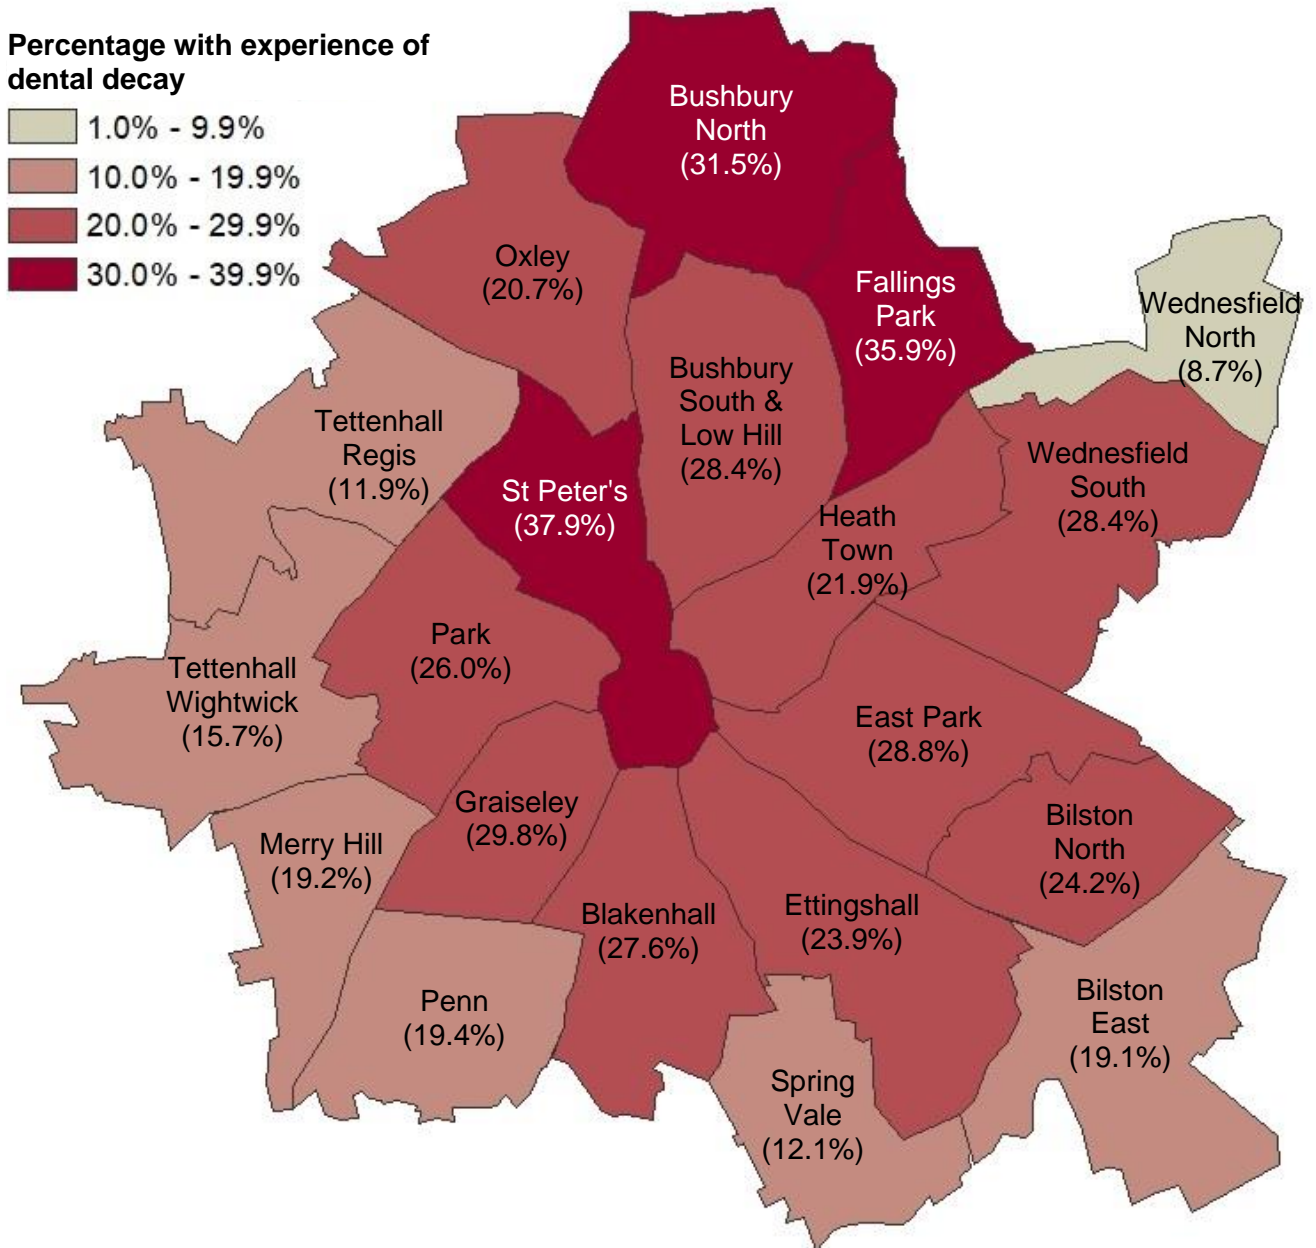 Percentage with experience of
dental decay
1.0% - 9.9%
10.0% - 19.9%
20.0% - 29.9%
30.0% - 39.9%
Bushbury
North
(31.5%)
Oxley
(20.7%)
Fallings
Park
(35.9%)
Wednesfield
North
(8.7%)
Bushbury
South &
Low Hill
(28.4%)
Tettenhall
Regis
(11.9%)
Wednesfield
South
(28.4%)
St Peter's
(37.9%)
Heath
Town
(21.9%)
Park
(26.0%)
Tettenhall
Wightwick
(15.7%)
East Park
(28.8%)
Graiseley
(29.8%)
Bilston
North
(24.2%)
Merry Hill
(19.2%)
Blakenhall
(27.6%)
Ettingshall
(23.9%)
Penn
(19.4%)
Bilston
East
(19.1%)
Spring
Vale
(12.1%)